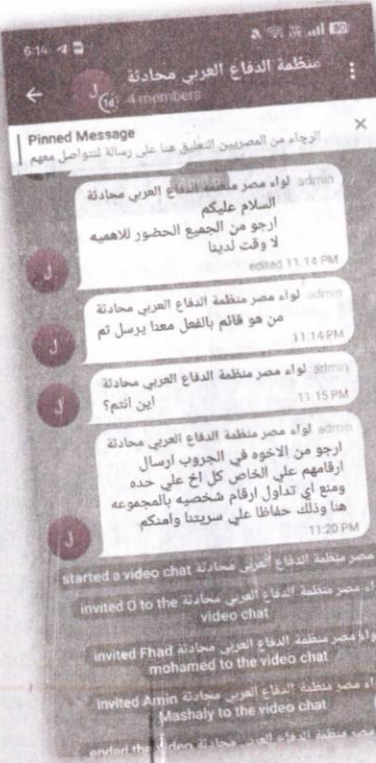 6:14
منظمة الدفاع العربي محادثة
4 members
Pinned Message
الرجاء من المصريين التعليق هنا على رسالة لنتواصل معهم
لواء مصر منظمة الدفاع العربي محادثة admin
السلام عليكم
ارجو من الجميع الحضور للاهميه
لا وقت لدينا
edited 11:14 PM
لواء مصر منظمة الدفاع العربي محادثة admin
من هو قائم بالفعل معنا يرسل تم
11:14 PM
لواء مصر منظمة الدفاع العربي محادثة admin
اين انتم؟
11:15 PM
لواء مصر منظمة الدفاع العربي محادثة admin
ارجو من الاخوه في الجروب ارسال
ارقامهم علي الخاص كل اخ علي حده
ومنع اي تداول ارقام شخصيه بالمجموعه
هنا وذلك حفاظا علي سريتنا وامنكم
11:20 PM
مصر منظمة الدفاع العربي محادثة started a video chat
مصر منظمة الدفاع العربي محادثة invited O to the
video chat
مصر منظمة الدفاع العربي محادثة invited Fhad
mohamed to the video chat
مصر منظمة الدفاع العربي محادثة invited Amin
Mashaly to the video chat
مصر منظمة الدفاع العربي محادثة ended the video